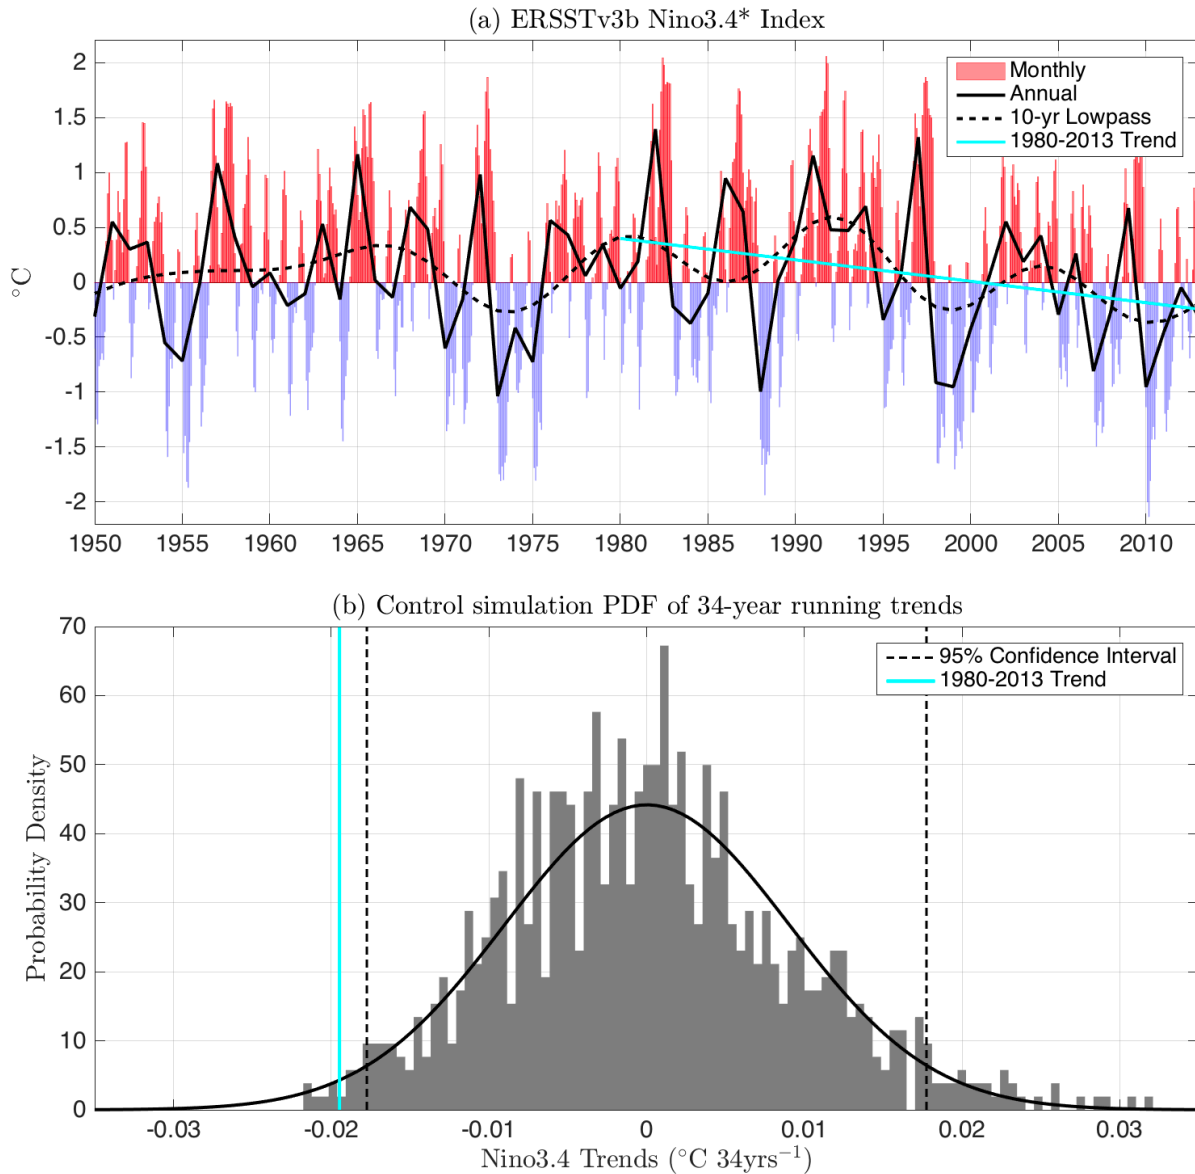 (a) ERSSTv3b Nino3.4* Index
2
1.5
1
0.5
0
-0.5
-1
-1.5
-2
°C
Monthly
Annual
10-yr Lowpass
1980-2013 Trend
1950 1955 1960 1965 1970 1975 1980 1985 1990 1995 2000 2005 2010
(b) Control simulation PDF of 34-year running trends
70
60
50
40
30
20
10
0
Probability Density
95% Confidence Interval
1980-2013 Trend
-0.03 -0.02 -0.01 0 0.01 0.02 0.03
Nino3.4 Trends (°C 34yrs⁻¹)